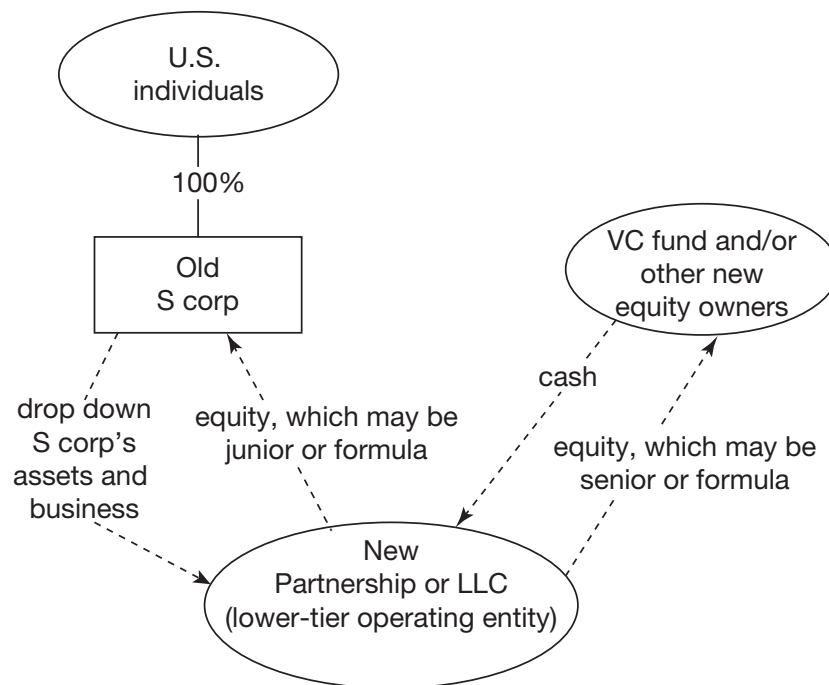 U.S.
individuals
100%
Old
S corp
VC fund and/or
other new
equity owners
drop down
S corp's
assets and
business
equity, which may be
junior or formula
cash
equity, which may be
senior or formula
New
Partnership or LLC
(lower-tier operating entity)